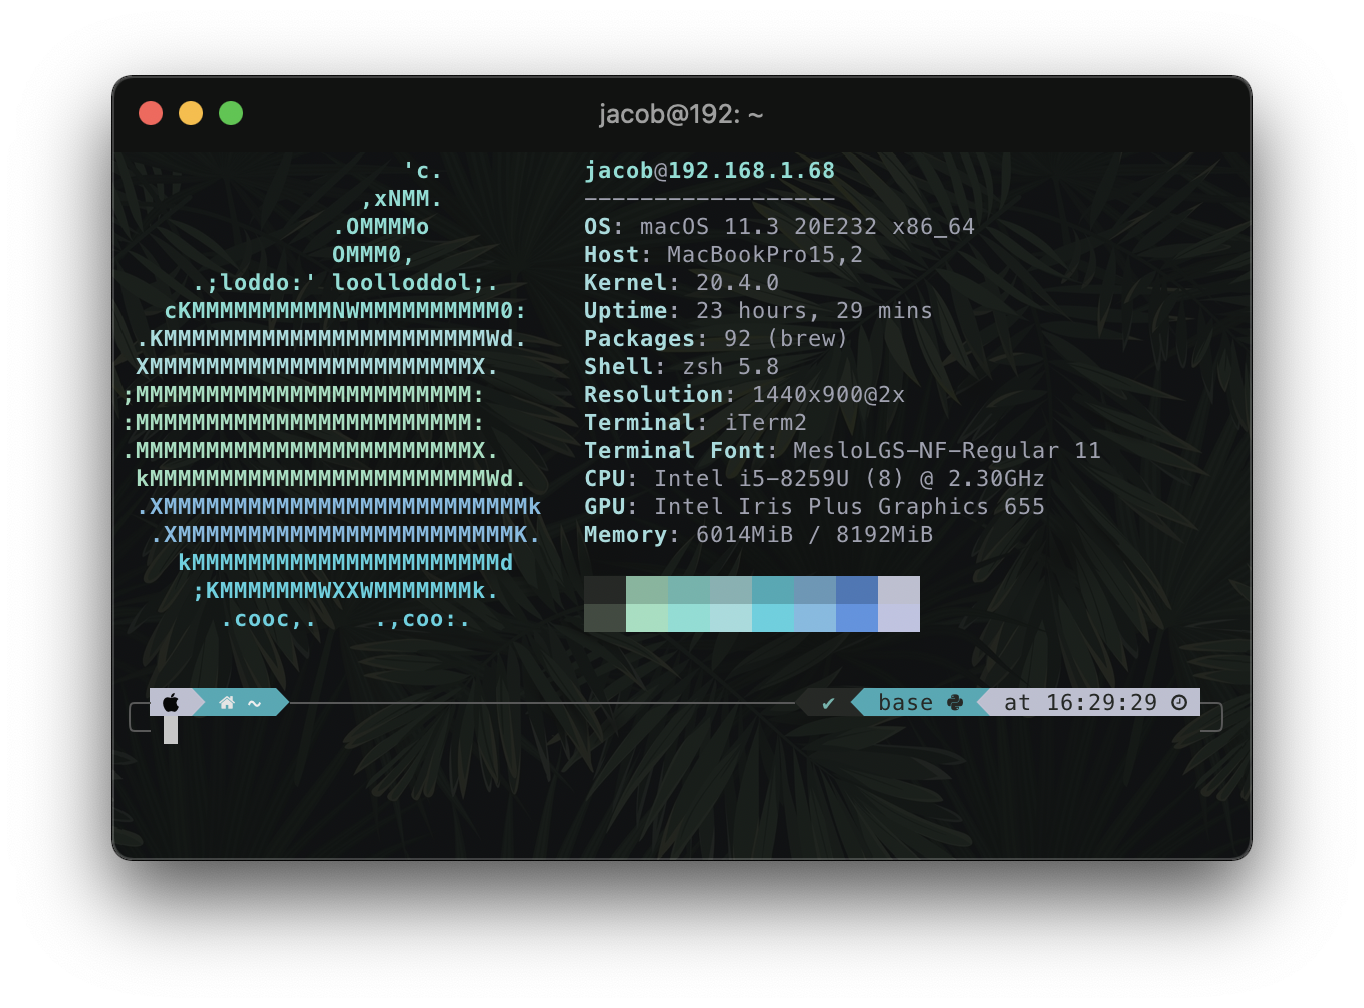 jacob@192: ~
'c.
,xNMM.
.OMMMMo
OMMM0,
.;loddo:' loolloddol;.
cKMMMMMMMMMMNWMMMMMMMMMM0:
.KMMMMMMMMMMMMMMMMMMMMMMMWd.
XMMMMMMMMMMMMMMMMMMMMMMMX.
;MMMMMMMMMMMMMMMMMMMMMMMM:
:MMMMMMMMMMMMMMMMMMMMMMMM:
.MMMMMMMMMMMMMMMMMMMMMMMMX.
kMMMMMMMMMMMMMMMMMMMMMMMMWd.
.XMMMMMMMMMMMMMMMMMMMMMMMMMMk
.XMMMMMMMMMMMMMMMMMMMMMMMMK.
kMMMMMMMMMMMMMMMMMMMMMMd
;KMMMMMMMWXXWMMMMMMMk.
.cooc,.    .,coo:.
jacob@192.168.1.68
------------------
OS: macOS 11.3 20E232 x86_64
Host: MacBookPro15,2
Kernel: 20.4.0
Uptime: 23 hours, 29 mins
Packages: 92 (brew)
Shell: zsh 5.8
Resolution: 1440x900@2x
Terminal: iTerm2
Terminal Font: MesloLGS-NF-Regular 11
CPU: Intel i5-8259U (8) @ 2.30GHz
GPU: Intel Iris Plus Graphics 655
Memory: 6014MiB / 8192MiB
~ ✔ base at 16:29:29